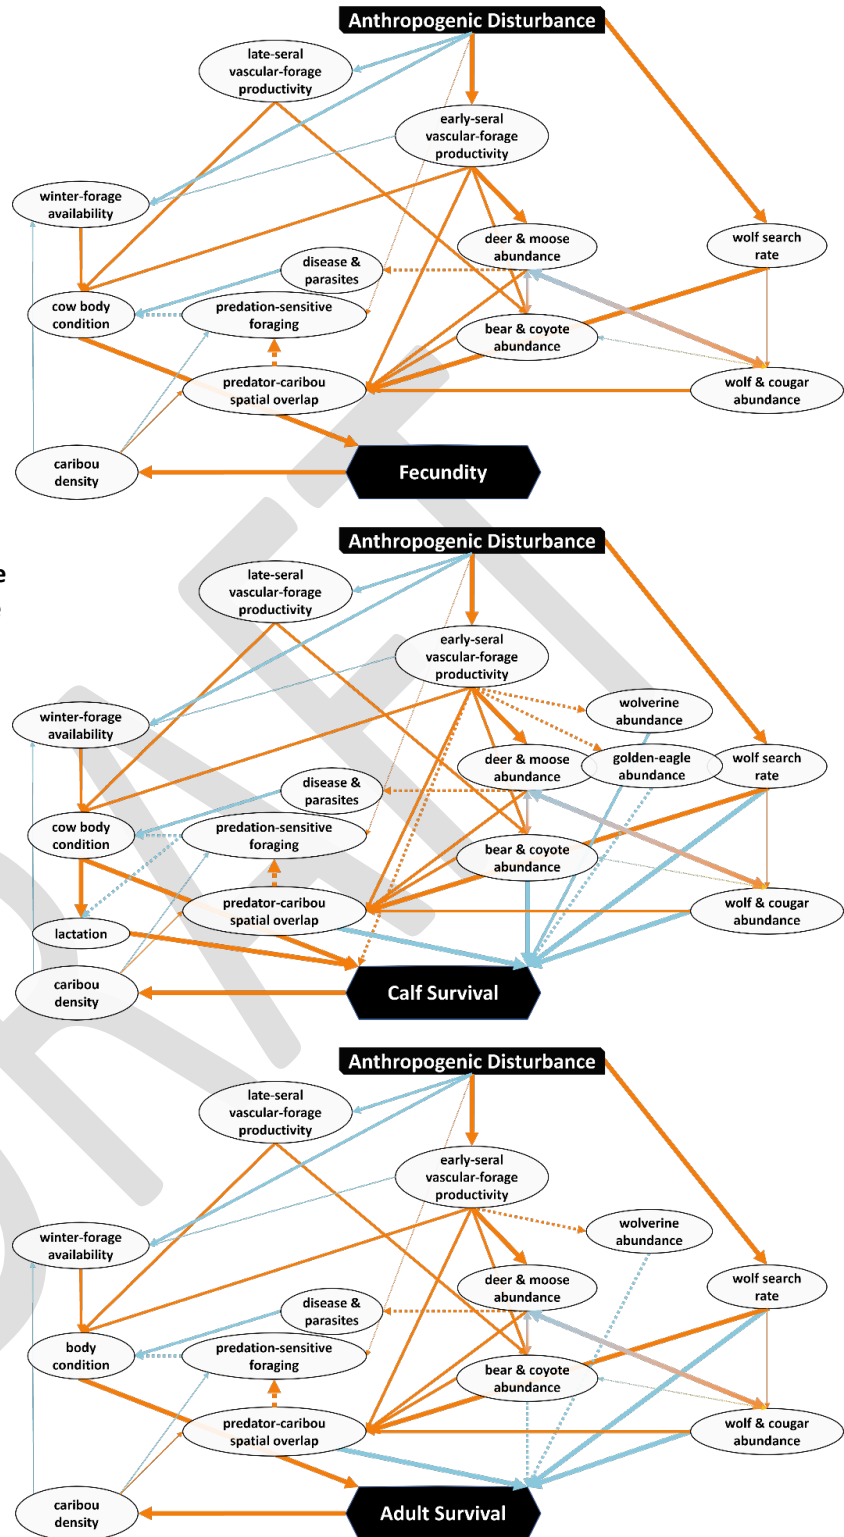 Anthropogenic Disturbance
late-seral
vascular-forage
productivity
early-seral
vascular-forage
productivity
winter-forage
availability
deer & moose
abundance
wolf search
rate
disease &
parasites
cow body
condition
predation-sensitive
foraging
bear & coyote
abundance
predator-caribou
spatial overlap
wolf & cougar
abundance
caribou
density
Fecundity
Anthropogenic Disturbance
late-seral
vascular-forage
productivity
early-seral
vascular-forage
productivity
winter-forage
availability
wolverine
abundance
deer & moose
abundance
golden-eagle
abundance
wolf search
rate
disease &
parasites
cow body
condition
predation-sensitive
foraging
bear & coyote
abundance
predator-caribou
spatial overlap
wolf & cougar
abundance
lactation
caribou
density
Calf Survival
Anthropogenic Disturbance
late-seral
vascular-forage
productivity
early-seral
vascular-forage
productivity
winter-forage
availability
wolverine
abundance
deer & moose
abundance
wolf search
rate
disease &
parasites
body
condition
predation-sensitive
foraging
bear & coyote
abundance
predator-caribou
spatial overlap
wolf & cougar
abundance
caribou
density
Adult Survival
DRAFT